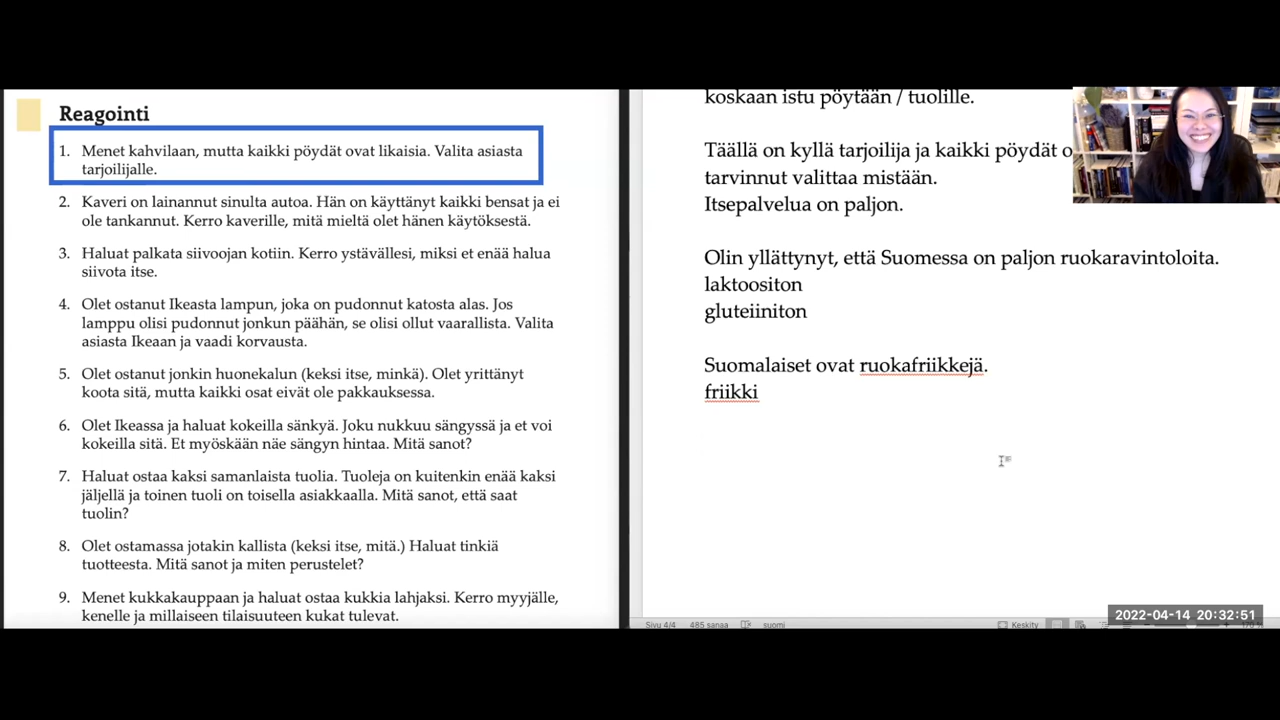 Reagointi
1. Menet kahvilaan, mutta kaikki pöydät ovat likaisia. Valita asiasta
tarjoilijalle.
2. Kaveri on lainannut sinulta autoa. Hän on käyttänyt kaikki bensat ja ei
ole tankannut. Kerro kaverille, mitä mieltä olet hänen käytöksestä.
3. Haluat palkata siivoojan kotiin. Kerro ystävällesi, miksi et enää halua
siivota itse.
4. Olet ostanut Ikeasta lampun, joka on pudonnut katosta alas. Jos
lamppu olisi pudonnut jonkun päähän, se olisi ollut vaarallista. Valita
asiasta Ikeaan ja vaadi korvausta.
5. Olet ostanut jonkin huonekalun (keksi itse, minkä). Olet yrittänyt
koota sitä, mutta kaikki osat eivät ole pakkauksessa.
6. Olet Ikeassa ja haluat kokeilla sänkyä. Joku nukkuu sängyssä ja et voi
kokeilla sitä. Et myöskään näe sängyn hintaa. Mitä sanot?
7. Haluat ostaa kaksi samanlaista tuolia. Tuoleja on kuitenkin enää kaksi
jäljellä ja toinen tuoli on toisella asiakkaalla. Mitä sanot, että saat
tuolin?
8. Olet ostamassa jotakin kallista (keksi itse, mitä.) Haluat tinkiä
tuotteesta. Mitä sanot ja miten perustelet?
9. Menet kukkakauppaan ja haluat ostaa kukkia lahjaksi. Kerro myyjälle,
kenelle ja millaiseen tilaisuuteen kukat tulevat.
koskaan istu pöytään / tuolille.
Täällä on kyllä tarjoilija ja kaikki pöydät o
tarvinnut valittaa mistään.
Itsepalvelua on paljon.
Olin yllättynyt, että Suomessa on paljon ruokaravintoloita.
laktoositon
gluteiiniton
Suomalaiset ovat ruokafriikkejä.
friikki
Sivu 4/4 485 sanaa suomi Keskity
2022-04-14 20:32:51